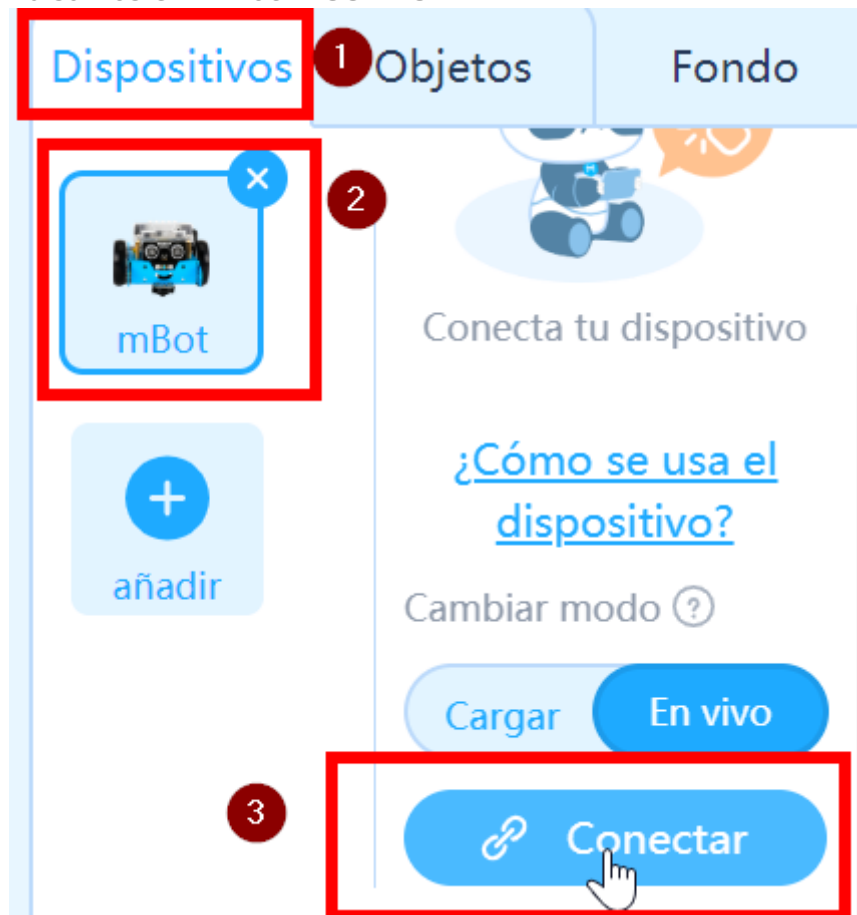 Dispositivos 1 Objetos Fondo
2
mBot
Conecta tu dispositivo
¿Cómo se usa el
dispositivo?
añadir
Cambiar modo ?
Cargar En vivo
3
Conectar